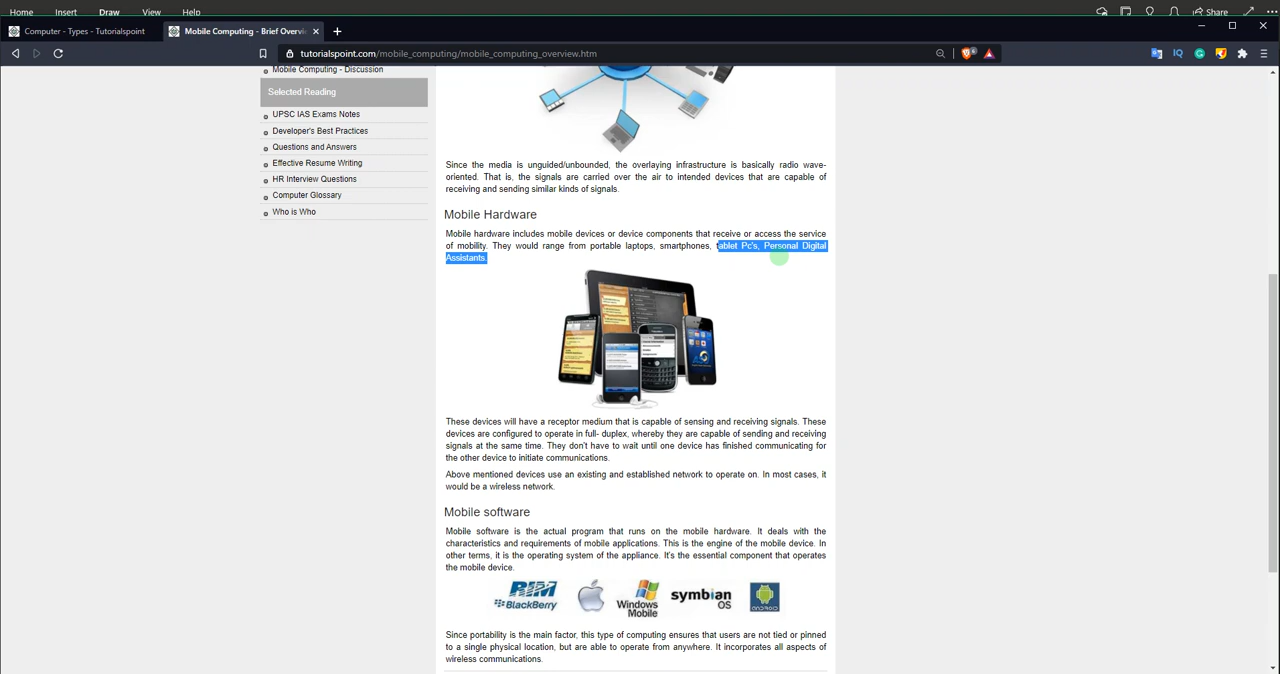 Home Insert Draw View Help Share
Computer - Types - Tutorialspoint Mobile Computing - Brief Overvi
tutorialspoint.com/mobile_computing/mobile_computing_overview.htm
Mobile Computing - Discussion
Selected Reading
UPSC IAS Exams Notes
Developer's Best Practices
Questions and Answers
Effective Resume Writing
HR Interview Questions
Computer Glossary
Who is Who
Since the media is unguided/unbounded, the overlaying infrastructure is basically radio wave-
oriented. That is, the signals are carried over the air to intended devices that are capable of
receiving and sending similar kinds of signals.
Mobile Hardware
Mobile hardware includes mobile devices or device components that receive or access the service
of mobility. They would range from portable laptops, smartphones, tablet Pc's, Personal Digital
Assistants.
These devices will have a receptor medium that is capable of sensing and receiving signals. These
devices are configured to operate in full- duplex, whereby they are capable of sending and receiving
signals at the same time. They don't have to wait until one device has finished communicating for
the other device to initiate communications.
Above mentioned devices use an existing and established network to operate on. In most cases, it
would be a wireless network.
Mobile software
Mobile software is the actual program that runs on the mobile hardware. It deals with the
characteristics and requirements of mobile applications. This is the engine of the mobile device. In
other terms, it is the operating system of the appliance. It's the essential component that operates
the mobile device.
RIM
BlackBerry
Windows
Mobile
symbian
OS
ANDROID
Since portability is the main factor, this type of computing ensures that users are not tied or pinned
to a single physical location, but are able to operate from anywhere. It incorporates all aspects of
wireless communications.